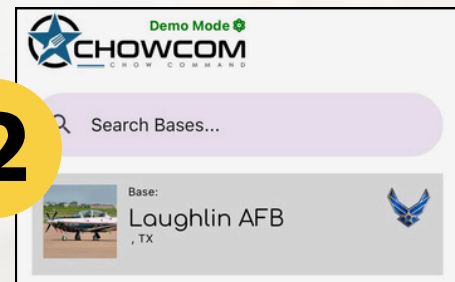 Demo Mode
CHOWCOM
CHOW COMMAND
2
Search Bases...
Base:
Laughlin AFB
, TX